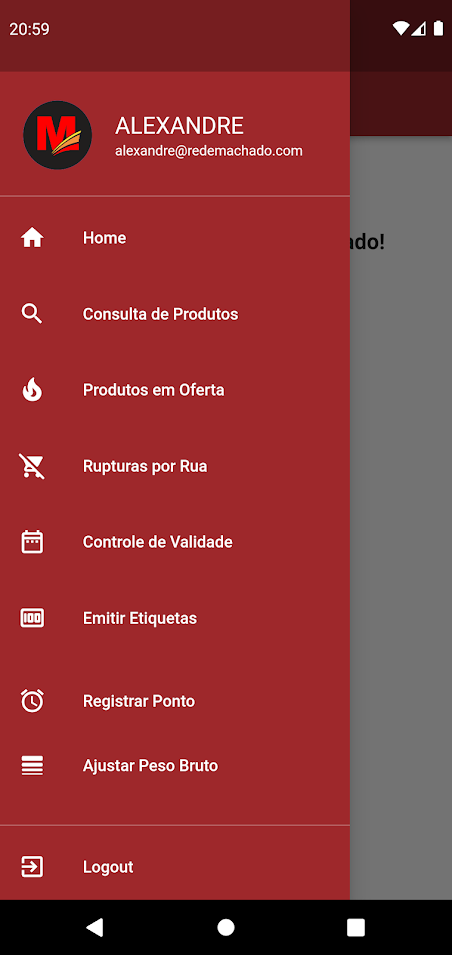 20:59
M
ALEXANDRE
alexandre@redemachado.com
Home
ado!
Consulta de Produtos
Produtos em Oferta
Rupturas por Rua
Controle de Validade
Emitir Etiquetas
Registrar Ponto
Ajustar Peso Bruto
Logout